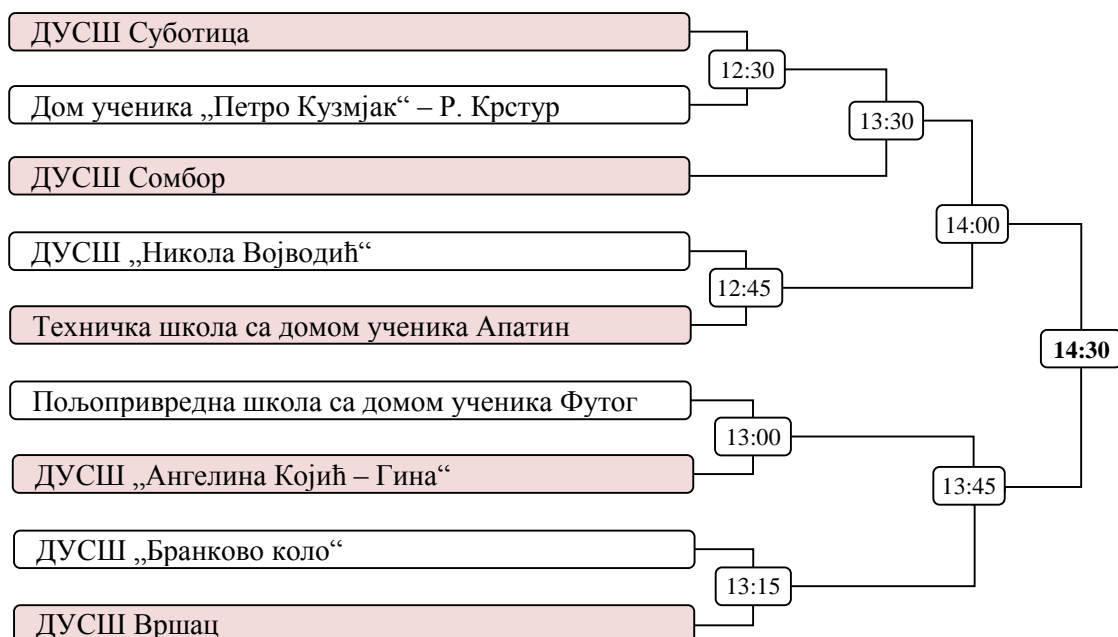 ДУСШ Суботица
12:30
Дом ученика „Петро Кузмјак“ – Р. Крстур
13:30
ДУСШ Сомбор
14:00
ДУСШ „Никола Војводић“
12:45
Техничка школа са домом ученика Апатин
14:30
Пољопривредна школа са домом ученика Футог
13:00
ДУСШ „Ангелина Којић – Гина“
13:45
ДУСШ „Бранково коло“
13:15
ДУСШ Вршац